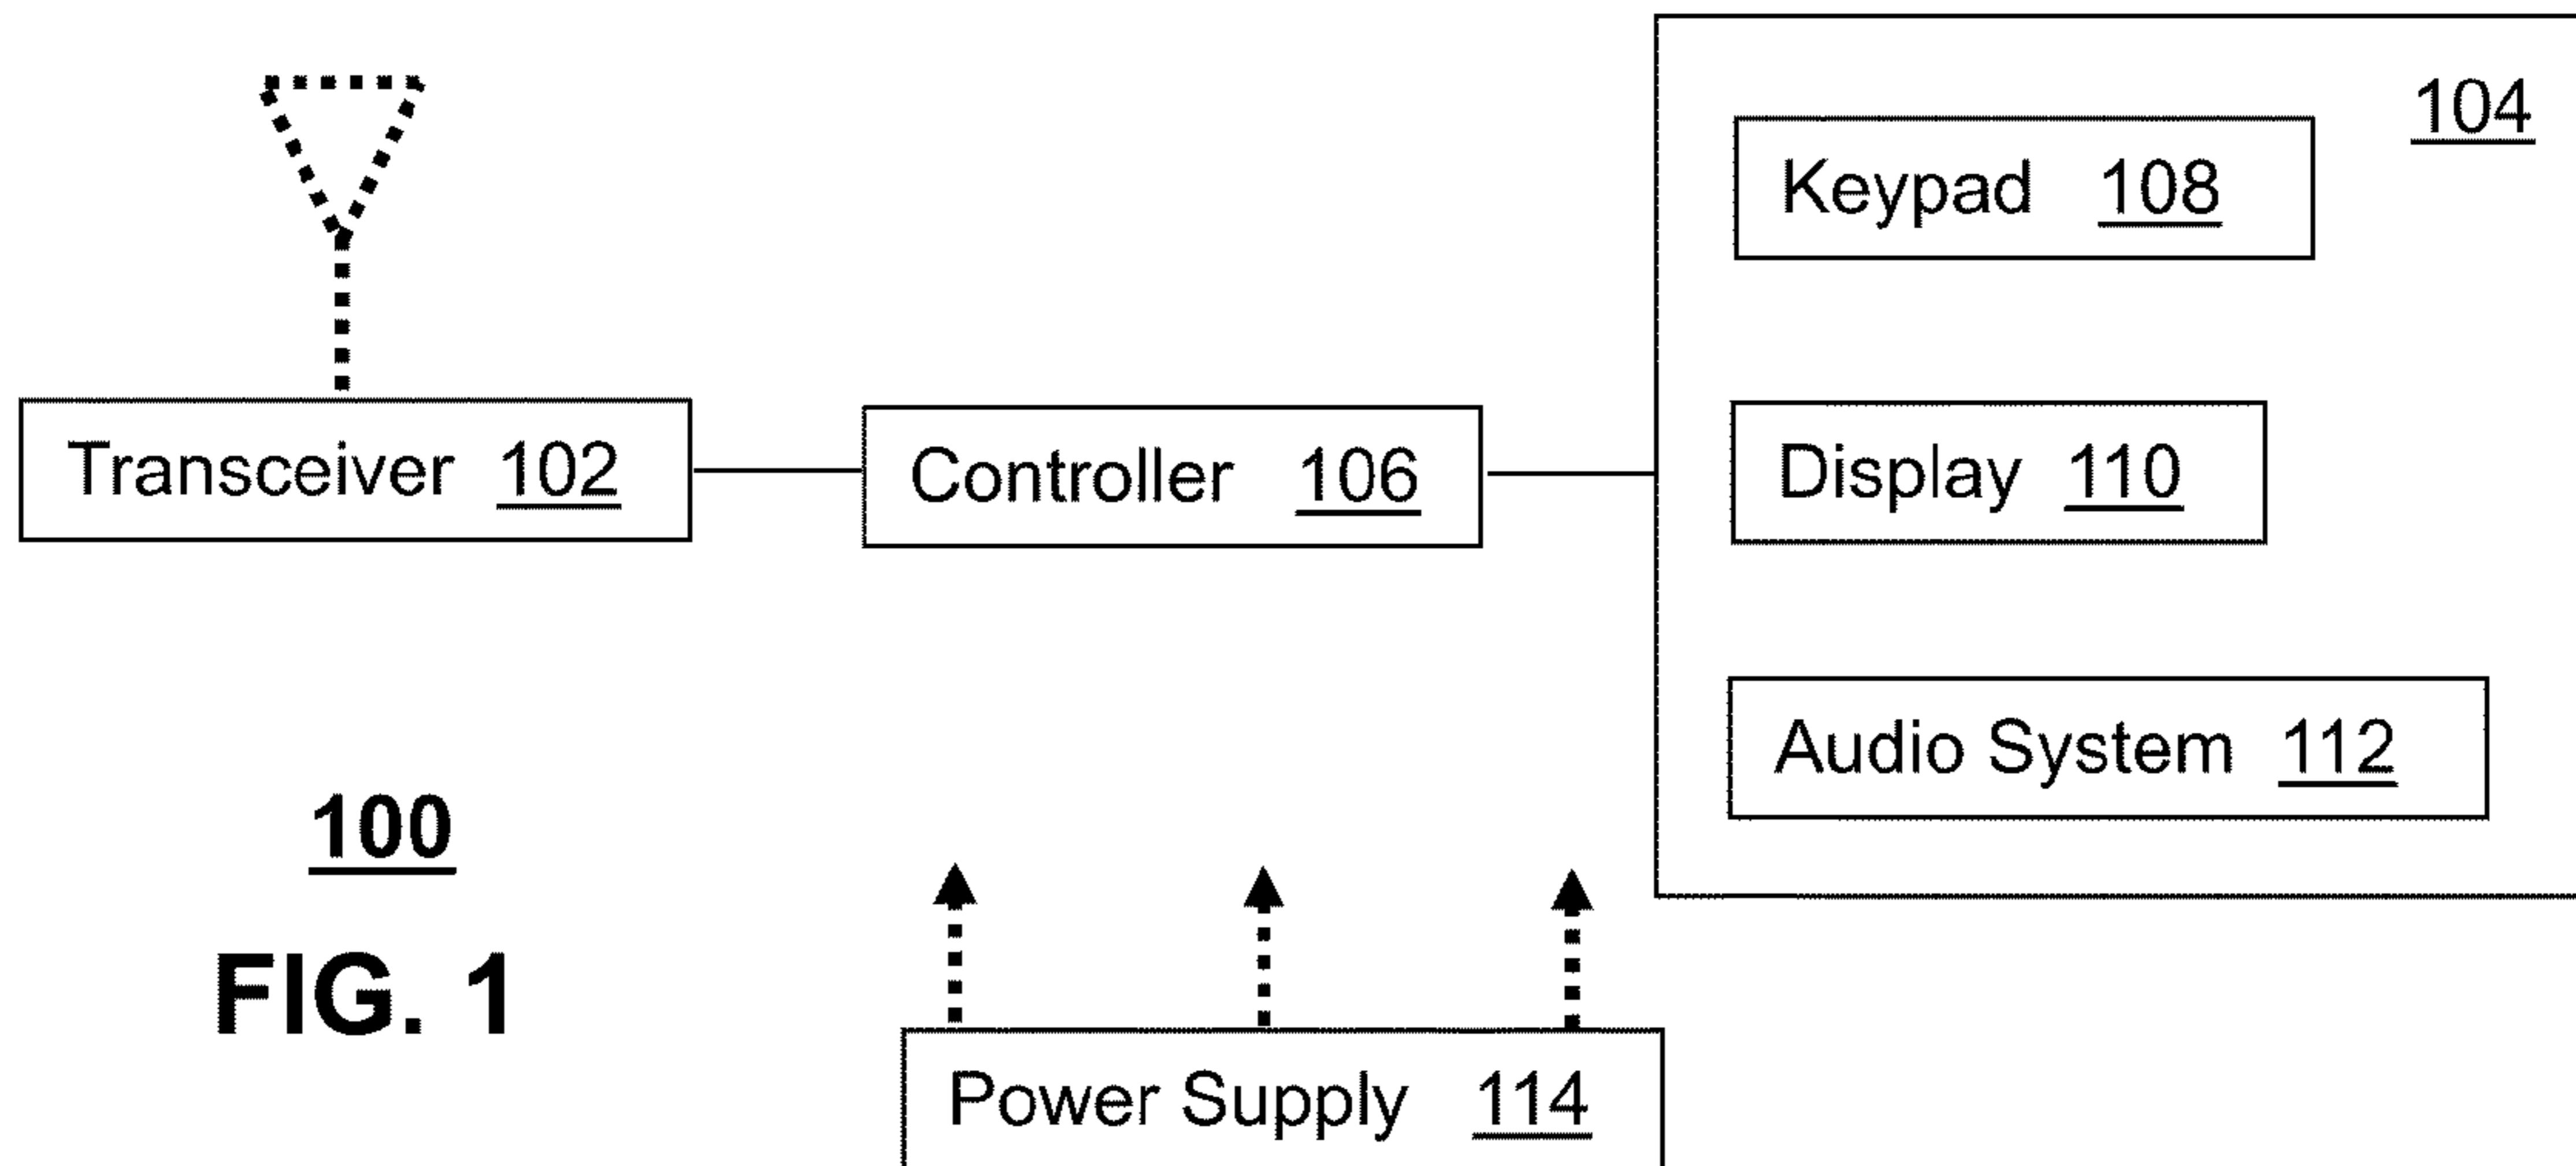 104
Keypad 108
Transceiver 102
Controller 106
Display 110
Audio System 112
100
FIG. 1
Power Supply 114